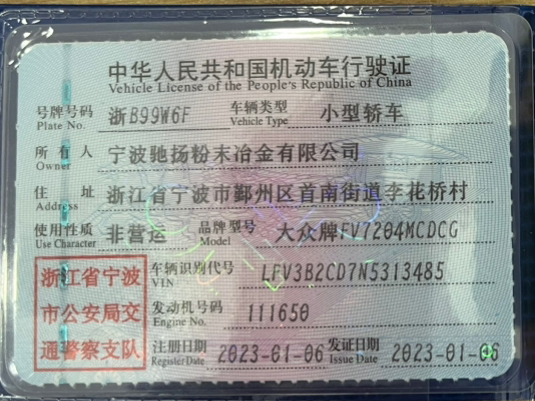 中华人民共和国机动车行驶证
Vehicle License of the People's Republic of China
号牌号码 浙B99W6F 车辆类型 小型轿车
Plate No. Vehicle Type
所有人 宁波驰扬粉末冶金有限公司
Owner
住址 浙江省宁波市鄞州区首南街道李花桥村
Address
使用性质 非营运 品牌型号 大众牌FV7204MCDCG
Use Character Model
浙江省宁波
市公安局交
通警察支队
车辆识别代号 LFV3B2CD7N5313485
VIN
发动机号码 111650
Engine No.
注册日期 2023-01-06 发证日期 2023-01-06
Register Date Issue Date